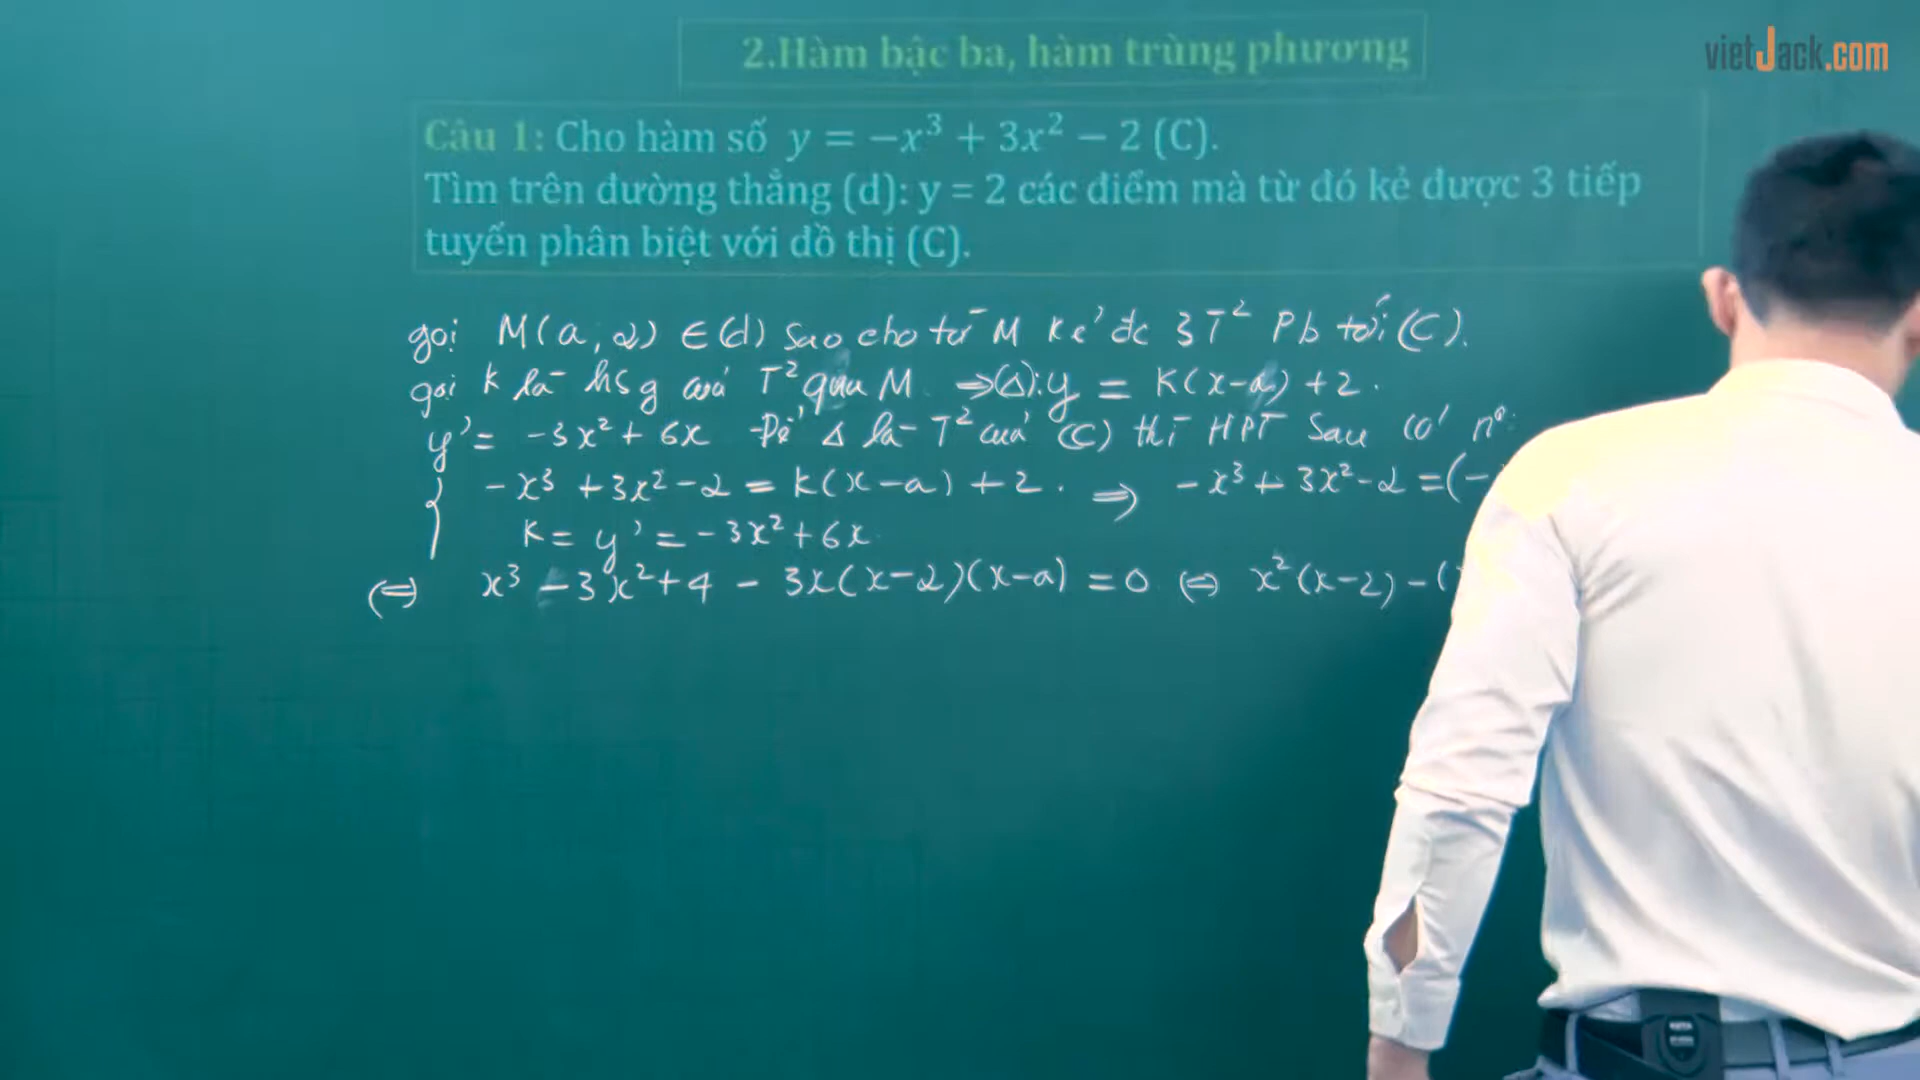 vietJack.com
2.Hàm bậc ba, hàm trùng phương
Câu 1: Cho hàm số y = −x³ + 3x² − 2 (C).
Tìm trên đường thẳng (d): y = 2 các điểm mà từ đó kẻ được 3 tiếp
tuyến phân biệt với đồ thị (C).
gọi M(a,2) ∈ (d) sao cho từ M kẻ đc 3 T² Pb tới (C).
gọi k là hsg của T² qua M ⇒ (Δ): y = K(x−a) + 2.
y' = −3x² + 6x Để Δ là T² của (C) thì HPT sau có n⁰:
{ −x³ + 3x² − 2 = k(x−a) + 2. ⇒ −x³ + 3x² − 2 = (−
K = y' = −3x² + 6x.
(⇔) x³ − 3x² + 4 − 3x(x−2)(x−a) = 0 (⇔) x²(x−2) − (